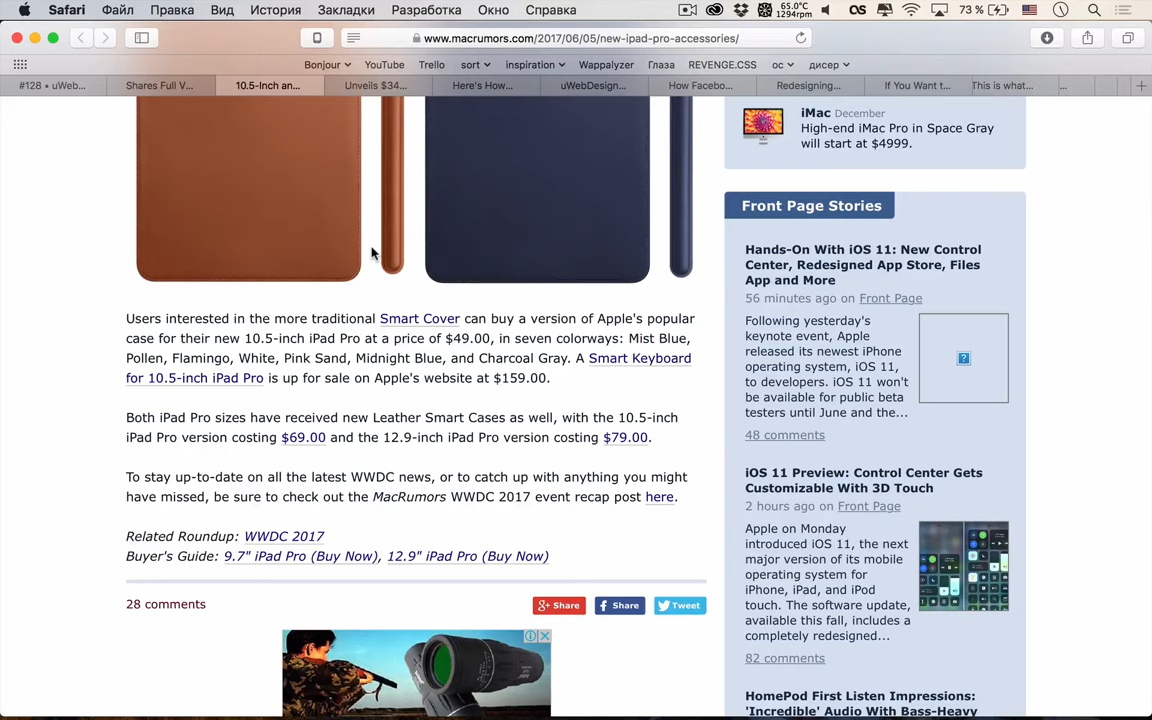 Safari Файл Правка Вид История Закладки Разработка Окно Справка 65.0°C 1294rpm 73 %
www.macrumors.com/2017/06/05/new-ipad-pro-accessories/
Bonjour YouTube Trello sort inspiration Wappalyzer Глаза REVENGE.CSS ос дисер
#128 • uWeb... Shares Full V... 10.5-Inch an... Unveils $34... Here's How... uWebDesign... How Facebo... Redesigning... If You Want t... This is what... ...
iMac December
High-end iMac Pro in Space Gray
will start at $4999.
Front Page Stories
Hands-On With iOS 11: New Control
Center, Redesigned App Store, Files
App and More
56 minutes ago on Front Page
Following yesterday's
keynote event, Apple
released its newest iPhone
operating system, iOS 11,
to developers. iOS 11 won't
be available for public beta
testers until June and the...
48 comments
iOS 11 Preview: Control Center Gets
Customizable With 3D Touch
2 hours ago on Front Page
Apple on Monday
introduced iOS 11, the next
major version of its mobile
operating system for
iPhone, iPad, and iPod
touch. The software update,
available this fall, includes a
completely redesigned...
82 comments
HomePod First Listen Impressions:
'Incredible' Audio With Bass-Heavy
Users interested in the more traditional Smart Cover can buy a version of Apple's popular
case for their new 10.5-inch iPad Pro at a price of $49.00, in seven colorways: Mist Blue,
Pollen, Flamingo, White, Pink Sand, Midnight Blue, and Charcoal Gray. A Smart Keyboard
for 10.5-inch iPad Pro is up for sale on Apple's website at $159.00.
Both iPad Pro sizes have received new Leather Smart Cases as well, with the 10.5-inch
iPad Pro version costing $69.00 and the 12.9-inch iPad Pro version costing $79.00.
To stay up-to-date on all the latest WWDC news, or to catch up with anything you might
have missed, be sure to check out the MacRumors WWDC 2017 event recap post here.
Related Roundup: WWDC 2017
Buyer's Guide: 9.7" iPad Pro (Buy Now), 12.9" iPad Pro (Buy Now)
28 comments
Share Share Tweet